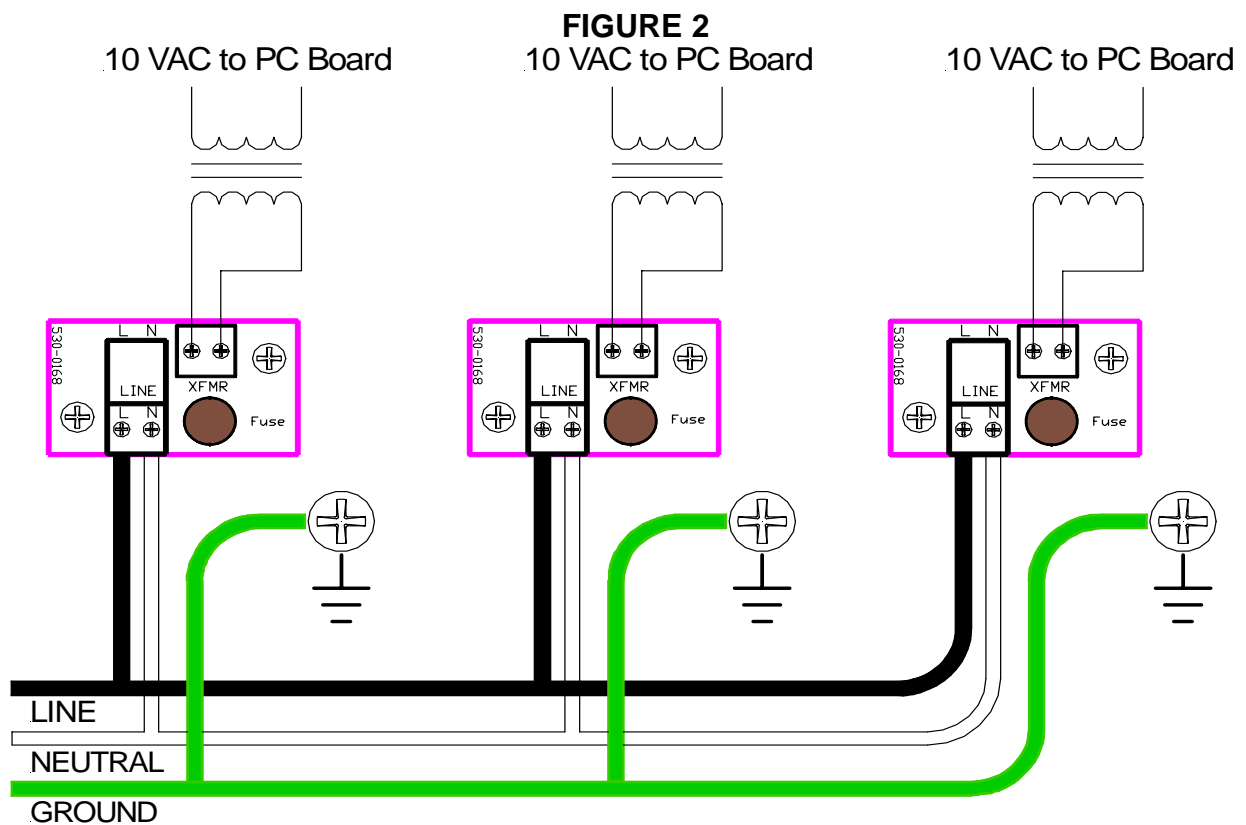 FIGURE 2
10 VAC to PC Board
10 VAC to PC Board
10 VAC to PC Board
530-0168
L N
LINE
L N
XFMR
Fuse
530-0168
L N
LINE
L N
XFMR
Fuse
530-0168
L N
LINE
L N
XFMR
Fuse
LINE
NEUTRAL
GROUND